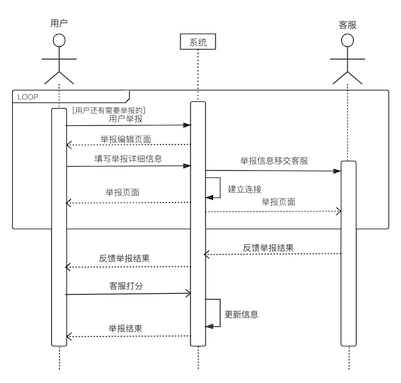 用户
系统
客服
LOOP
[用户还有需要举报的]
用户举报
举报编辑页面
填写举报详细信息
举报信息移交客服
建立连接
举报页面
举报页面
反馈举报结果
反馈举报结果
客服打分
更新信息
举报结束